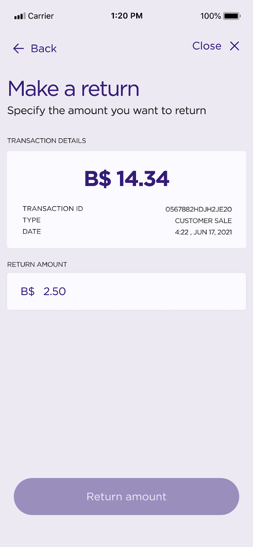 Carrier 1:20 PM 100%
Back Close
Make a return
Specify the amount you want to return
TRANSACTION DETAILS
B$ 14.34
TRANSACTION ID 0567882HDJH2JE20
TYPE CUSTOMER SALE
DATE 4:22 , JUN 17, 2021
RETURN AMOUNT
B$ 2.50
Return amount